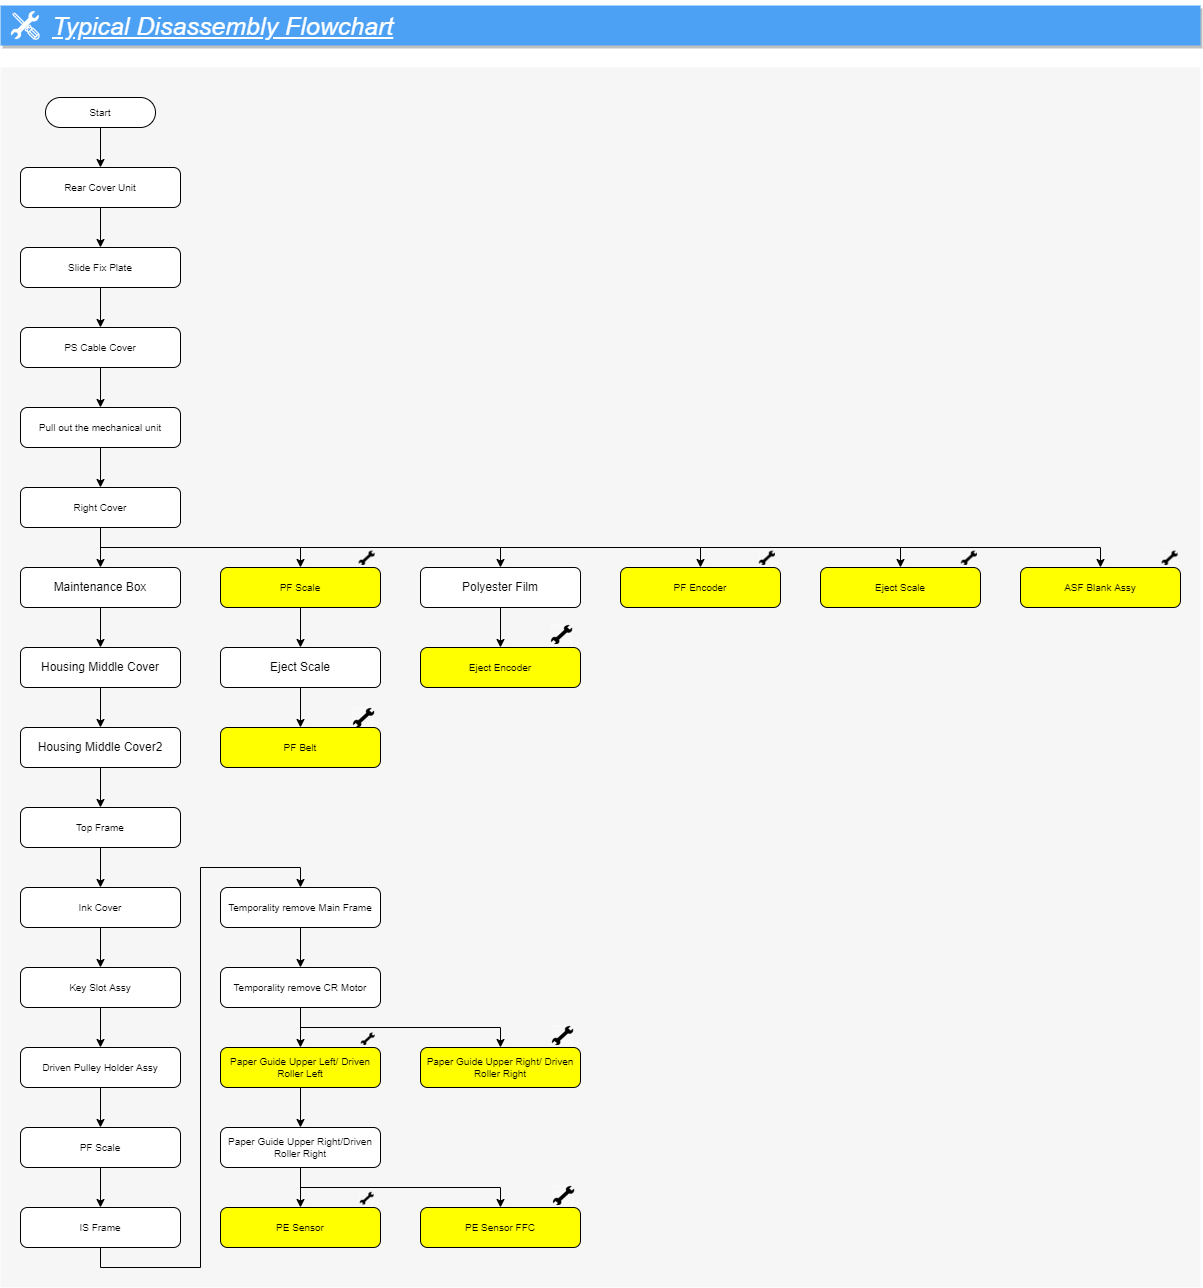 Typical Disassembly Flowchart
Start
Rear Cover Unit
Slide Fix Plate
PS Cable Cover
Pull out the mechanical unit
Right Cover
Maintenance Box
PF Scale
Polyester Film
PF Encoder
Eject Scale
ASF Blank Assy
Housing Middle Cover
Eject Scale
Eject Encoder
Housing Middle Cover2
PF Belt
Top Frame
Ink Cover
Temporality remove Main Frame
Key Slot Assy
Temporality remove CR Motor
Driven Pulley Holder Assy
Paper Guide Upper Left/ Driven
Roller Left
Paper Guide Upper Right/ Driven
Roller Right
PF Scale
Paper Guide Upper Right/Driven
Roller Right
IS Frame
PE Sensor
PE Sensor FFC